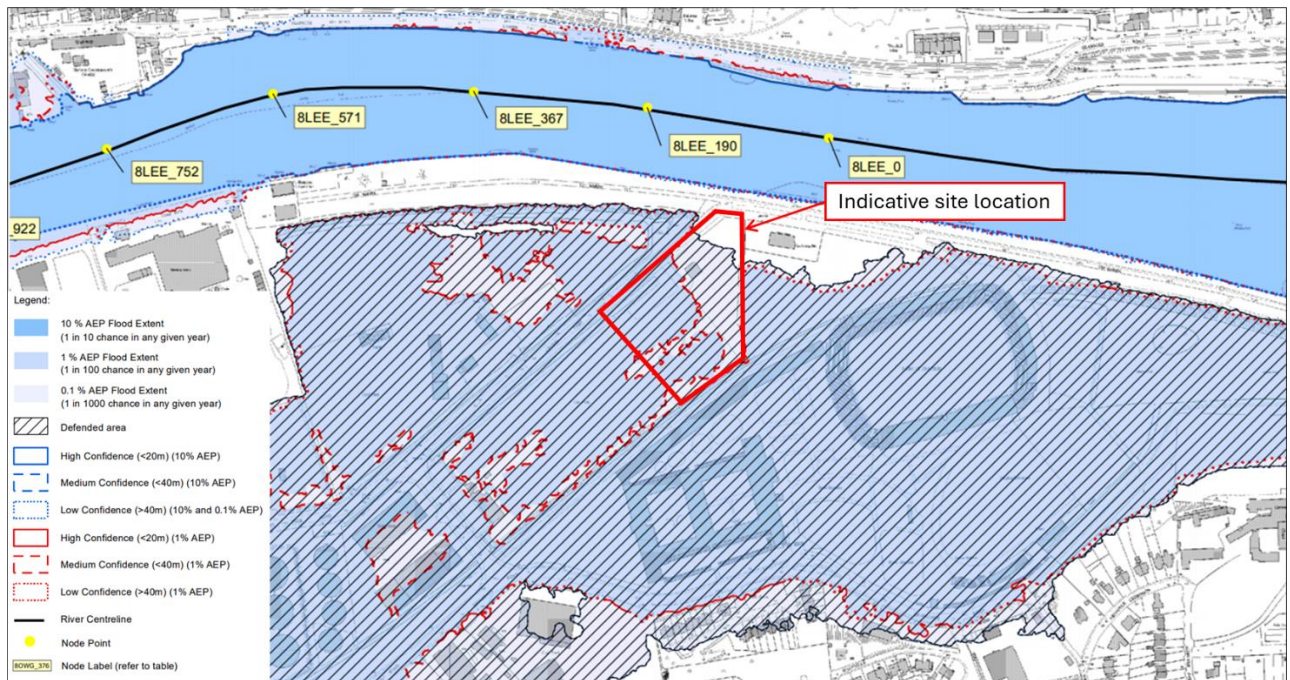 8LEE_571
8LEE_367
8LEE_190
8LEE_0
8LEE_752
Indicative site location
_922
Legend:
10 % AEP Flood Extent
(1 in 10 chance in any given year)
1 % AEP Flood Extent
(1 in 100 chance in any given year)
0.1 % AEP Flood Extent
(1 in 1000 chance in any given year)
Defended area
High Confidence (<20m) (10% AEP)
Medium Confidence (<40m) (10% AEP)
Low Confidence (>40m) (10% and 0.1% AEP)
High Confidence (<20m) (1% AEP)
Medium Confidence (<40m) (1% AEP)
Low Confidence (>40m) (1% AEP)
River Centreline
Node Point
8OWG_376
Node Label (refer to table)